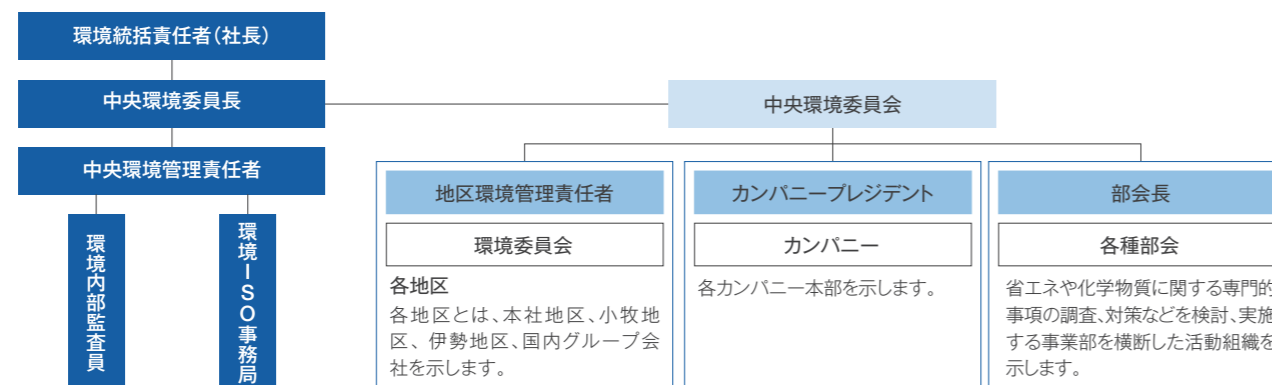 環境統括責任者(社長)
中央環境委員長
中央環境委員会
中央環境管理責任者
環境内部監査員
環境ISO事務局
地区環境管理責任者
環境委員会
各地区
各地区とは、本社地区、小牧地
区、伊勢地区、国内グループ会
社を示します。
カンパニープレジデント
カンパニー
各カンパニー本部を示します。
部会長
各種部会
省エネや化学物質に関する専門的
事項の調査、対策などを検討、実施
する事業部を横断した活動組織を
示します。